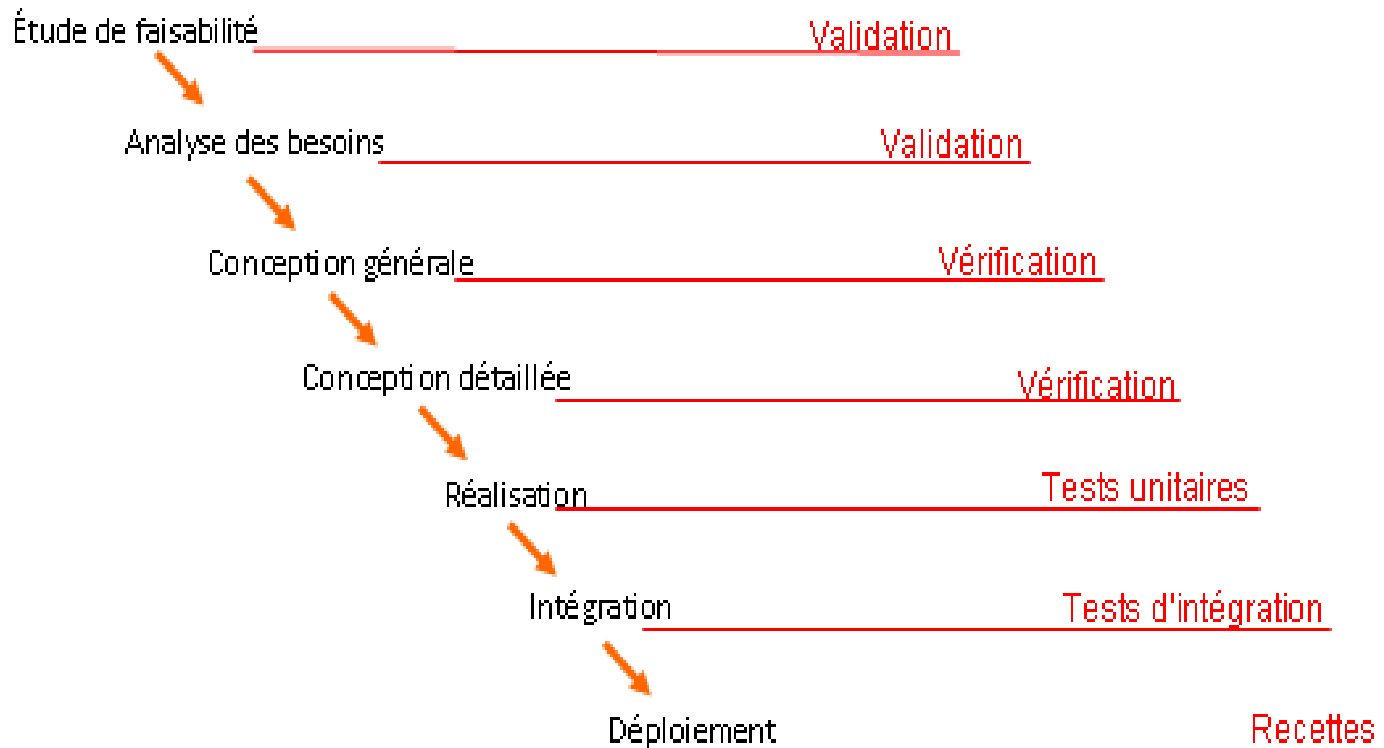 Étude de faisabilité Validation
Analyse des besoins Validation
Conception générale Vérification
Conception détaillée Vérification
Réalisation Tests unitaires
Intégration Tests d'intégration
Déploiement Recettes